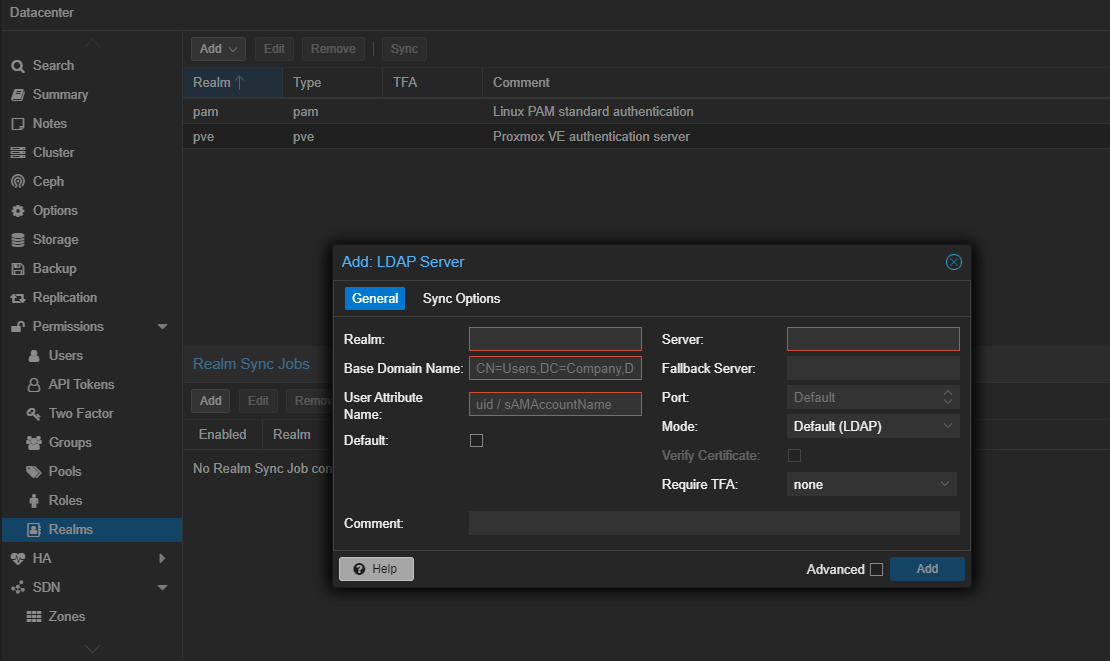 Datacenter
Search
Summary
Notes
Cluster
Ceph
Options
Storage
Backup
Replication
Permissions
Users
API Tokens
Two Factor
Groups
Pools
Roles
Realms
HA
SDN
Zones
Add Edit Remove Sync
Realm Type TFA Comment
pam pam Linux PAM standard authentication
pve pve Proxmox VE authentication server
Realm Sync Jobs
Add Edit Remov
Enabled Realm
No Realm Sync Job con
Add: LDAP Server
General Sync Options
Realm:
Base Domain Name: CN=Users,DC=Company,D
User Attribute
Name: uid / sAMAccountName
Default:
Server:
Fallback Server:
Port: Default
Mode: Default (LDAP)
Verify Certificate:
Require TFA: none
Comment:
Help Advanced Add